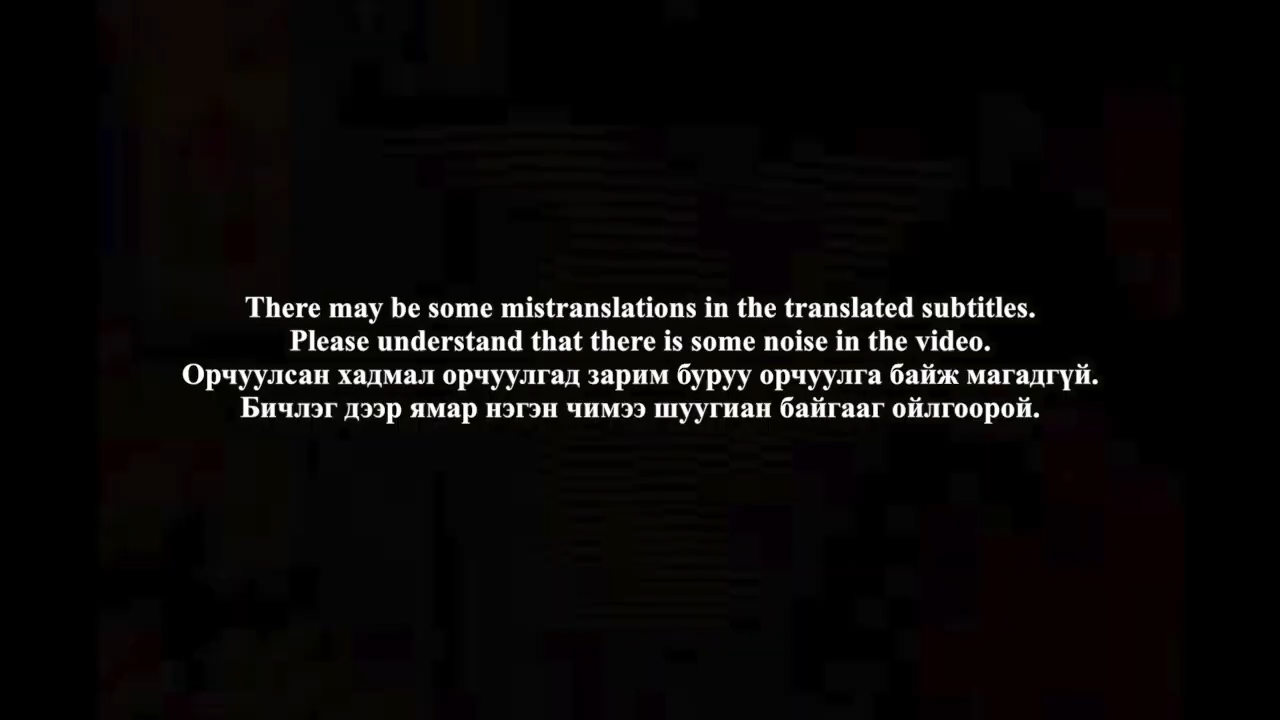 There may be some mistranslations in the translated subtitles.
Please understand that there is some noise in the video.
Орчуулсан хадмал орчуулгад зарим буруу орчуулга байж магадгүй.
Бичлэг дээр ямар нэгэн чимээ шуугиан байгааг ойлгоорой.